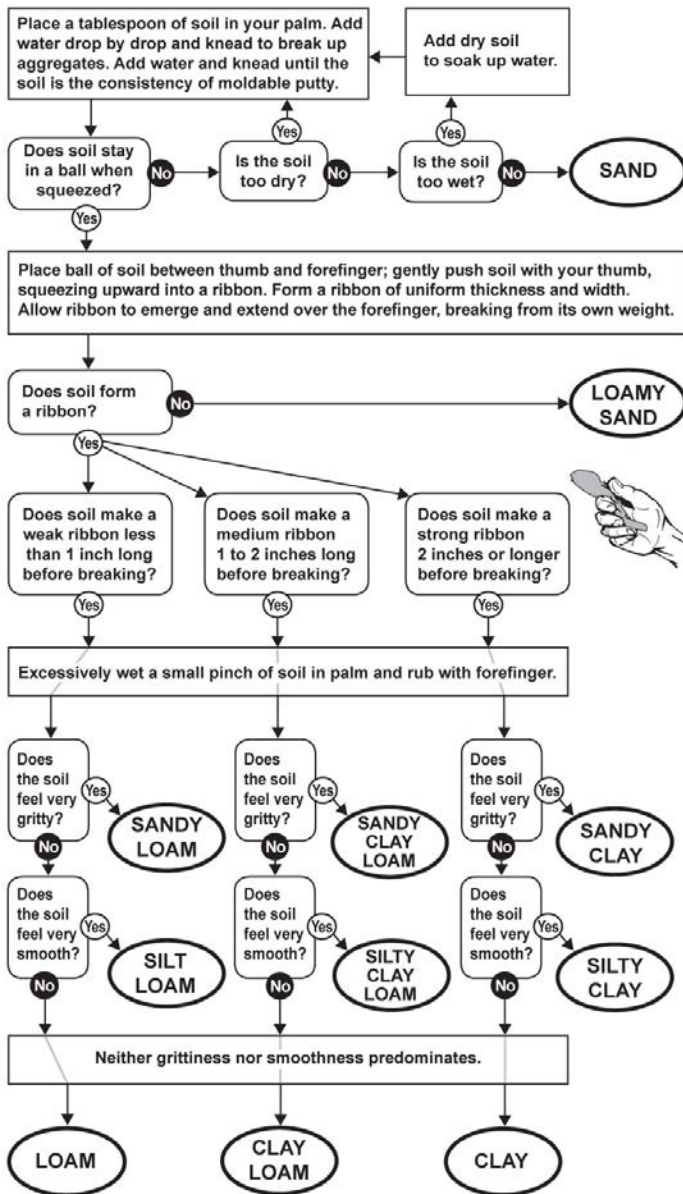 Place a tablespoon of soil in your palm. Add
water drop by drop and knead to break up
aggregates. Add water and knead until the
soil is the consistency of moldable putty.
Add dry soil
to soak up water.
Yes
Yes
Does soil stay
in a ball when
squeezed?
No
Is the soil
too dry?
No
Is the soil
too wet?
No
SAND
Yes
Place ball of soil between thumb and forefinger; gently push soil with your thumb,
squeezing upward into a ribbon. Form a ribbon of uniform thickness and width.
Allow ribbon to emerge and extend over the forefinger, breaking from its own weight.
Does soil form
a ribbon?
No
LOAMY
SAND
Yes
Does soil make a
weak ribbon less
than 1 inch long
before breaking?
Does soil make a
medium ribbon
1 to 2 inches long
before breaking?
Does soil make a
strong ribbon
2 inches or longer
before breaking?
Yes
Yes
Yes
Excessively wet a small pinch of soil in palm and rub with forefinger.
Does
the soil
feel very
gritty?
Yes
SANDY
LOAM
No
Does
the soil
feel very
gritty?
Yes
SANDY
CLAY
LOAM
No
Does
the soil
feel very
gritty?
Yes
SANDY
CLAY
No
Does
the soil
feel very
smooth?
Yes
SILT
LOAM
No
Does
the soil
feel very
smooth?
Yes
SILTY
CLAY
LOAM
No
Does
the soil
feel very
smooth?
Yes
SILTY
CLAY
No
Neither grittiness nor smoothness predominates.
LOAM
CLAY
LOAM
CLAY